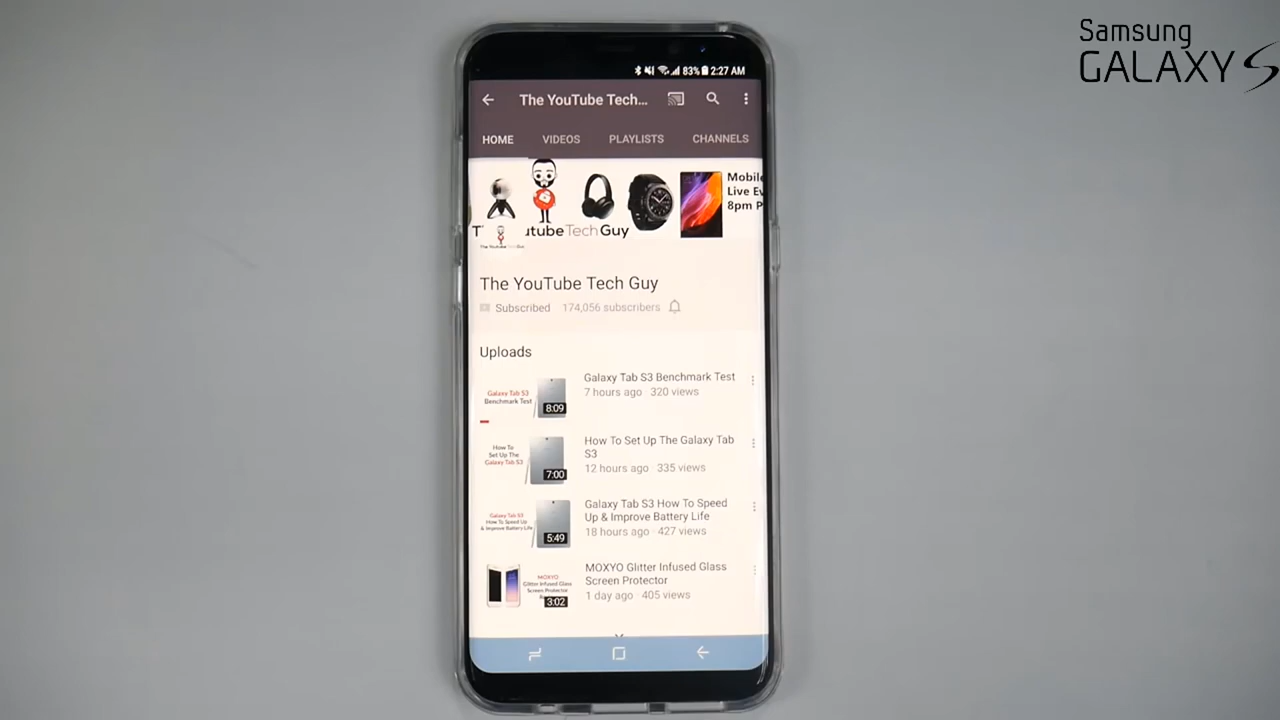 Samsung
GALAXY S
83% 2:27 AM
The YouTube Tech...
HOME VIDEOS PLAYLISTS CHANNELS
Mobile
Live Ev
8pm P
T utubeTechGuy
The YouTube Tech Guy
Subscribed 174,056 subscribers
Uploads
Galaxy Tab S3
Benchmark Test
8:09
Galaxy Tab S3 Benchmark Test
7 hours ago · 320 views
How To
Set Up The
Galaxy Tab S3
7:00
How To Set Up The Galaxy Tab
S3
12 hours ago · 335 views
Galaxy Tab S3
How To Speed Up
& Improve Battery Life
5:49
Galaxy Tab S3 How To Speed
Up & Improve Battery Life
18 hours ago · 427 views
MOXYO
Glitter Infused Glass
Screen Protector
3:02
MOXYO Glitter Infused Glass
Screen Protector
1 day ago · 405 views